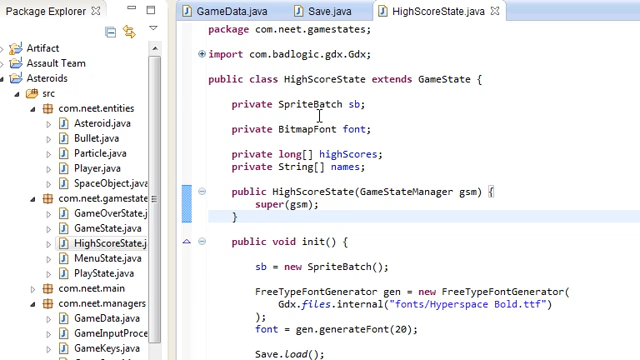 Package Explorer
Artifact
Assault Team
Asteroids
src
com.neet.entities
Asteroid.java
Bullet.java
Particle.java
Player.java
SpaceObject.java
com.neet.gamestate
GameOverState.java
GameState.java
HighScoreState.j
MenuState.java
PlayState.java
com.neet.main
com.neet.managers
GameData.java
GameInputProce
GameKeys.java
GameData.java
Save.java
HighScoreState.java
package com.neet.gamestates;
import com.badlogic.gdx.Gdx;
public class HighScoreState extends GameState {
private SpriteBatch sb;
private BitmapFont font;
private long[] highScores;
private String[] names;
public HighScoreState(GameStateManager gsm) {
super(gsm);
}
public void init() {
sb = new SpriteBatch();
FreeTypeFontGenerator gen = new FreeTypeFontGenerator(
Gdx.files.internal("fonts/Hyperspace Bold.ttf")
);
font = gen.generateFont(20);
Save.load();